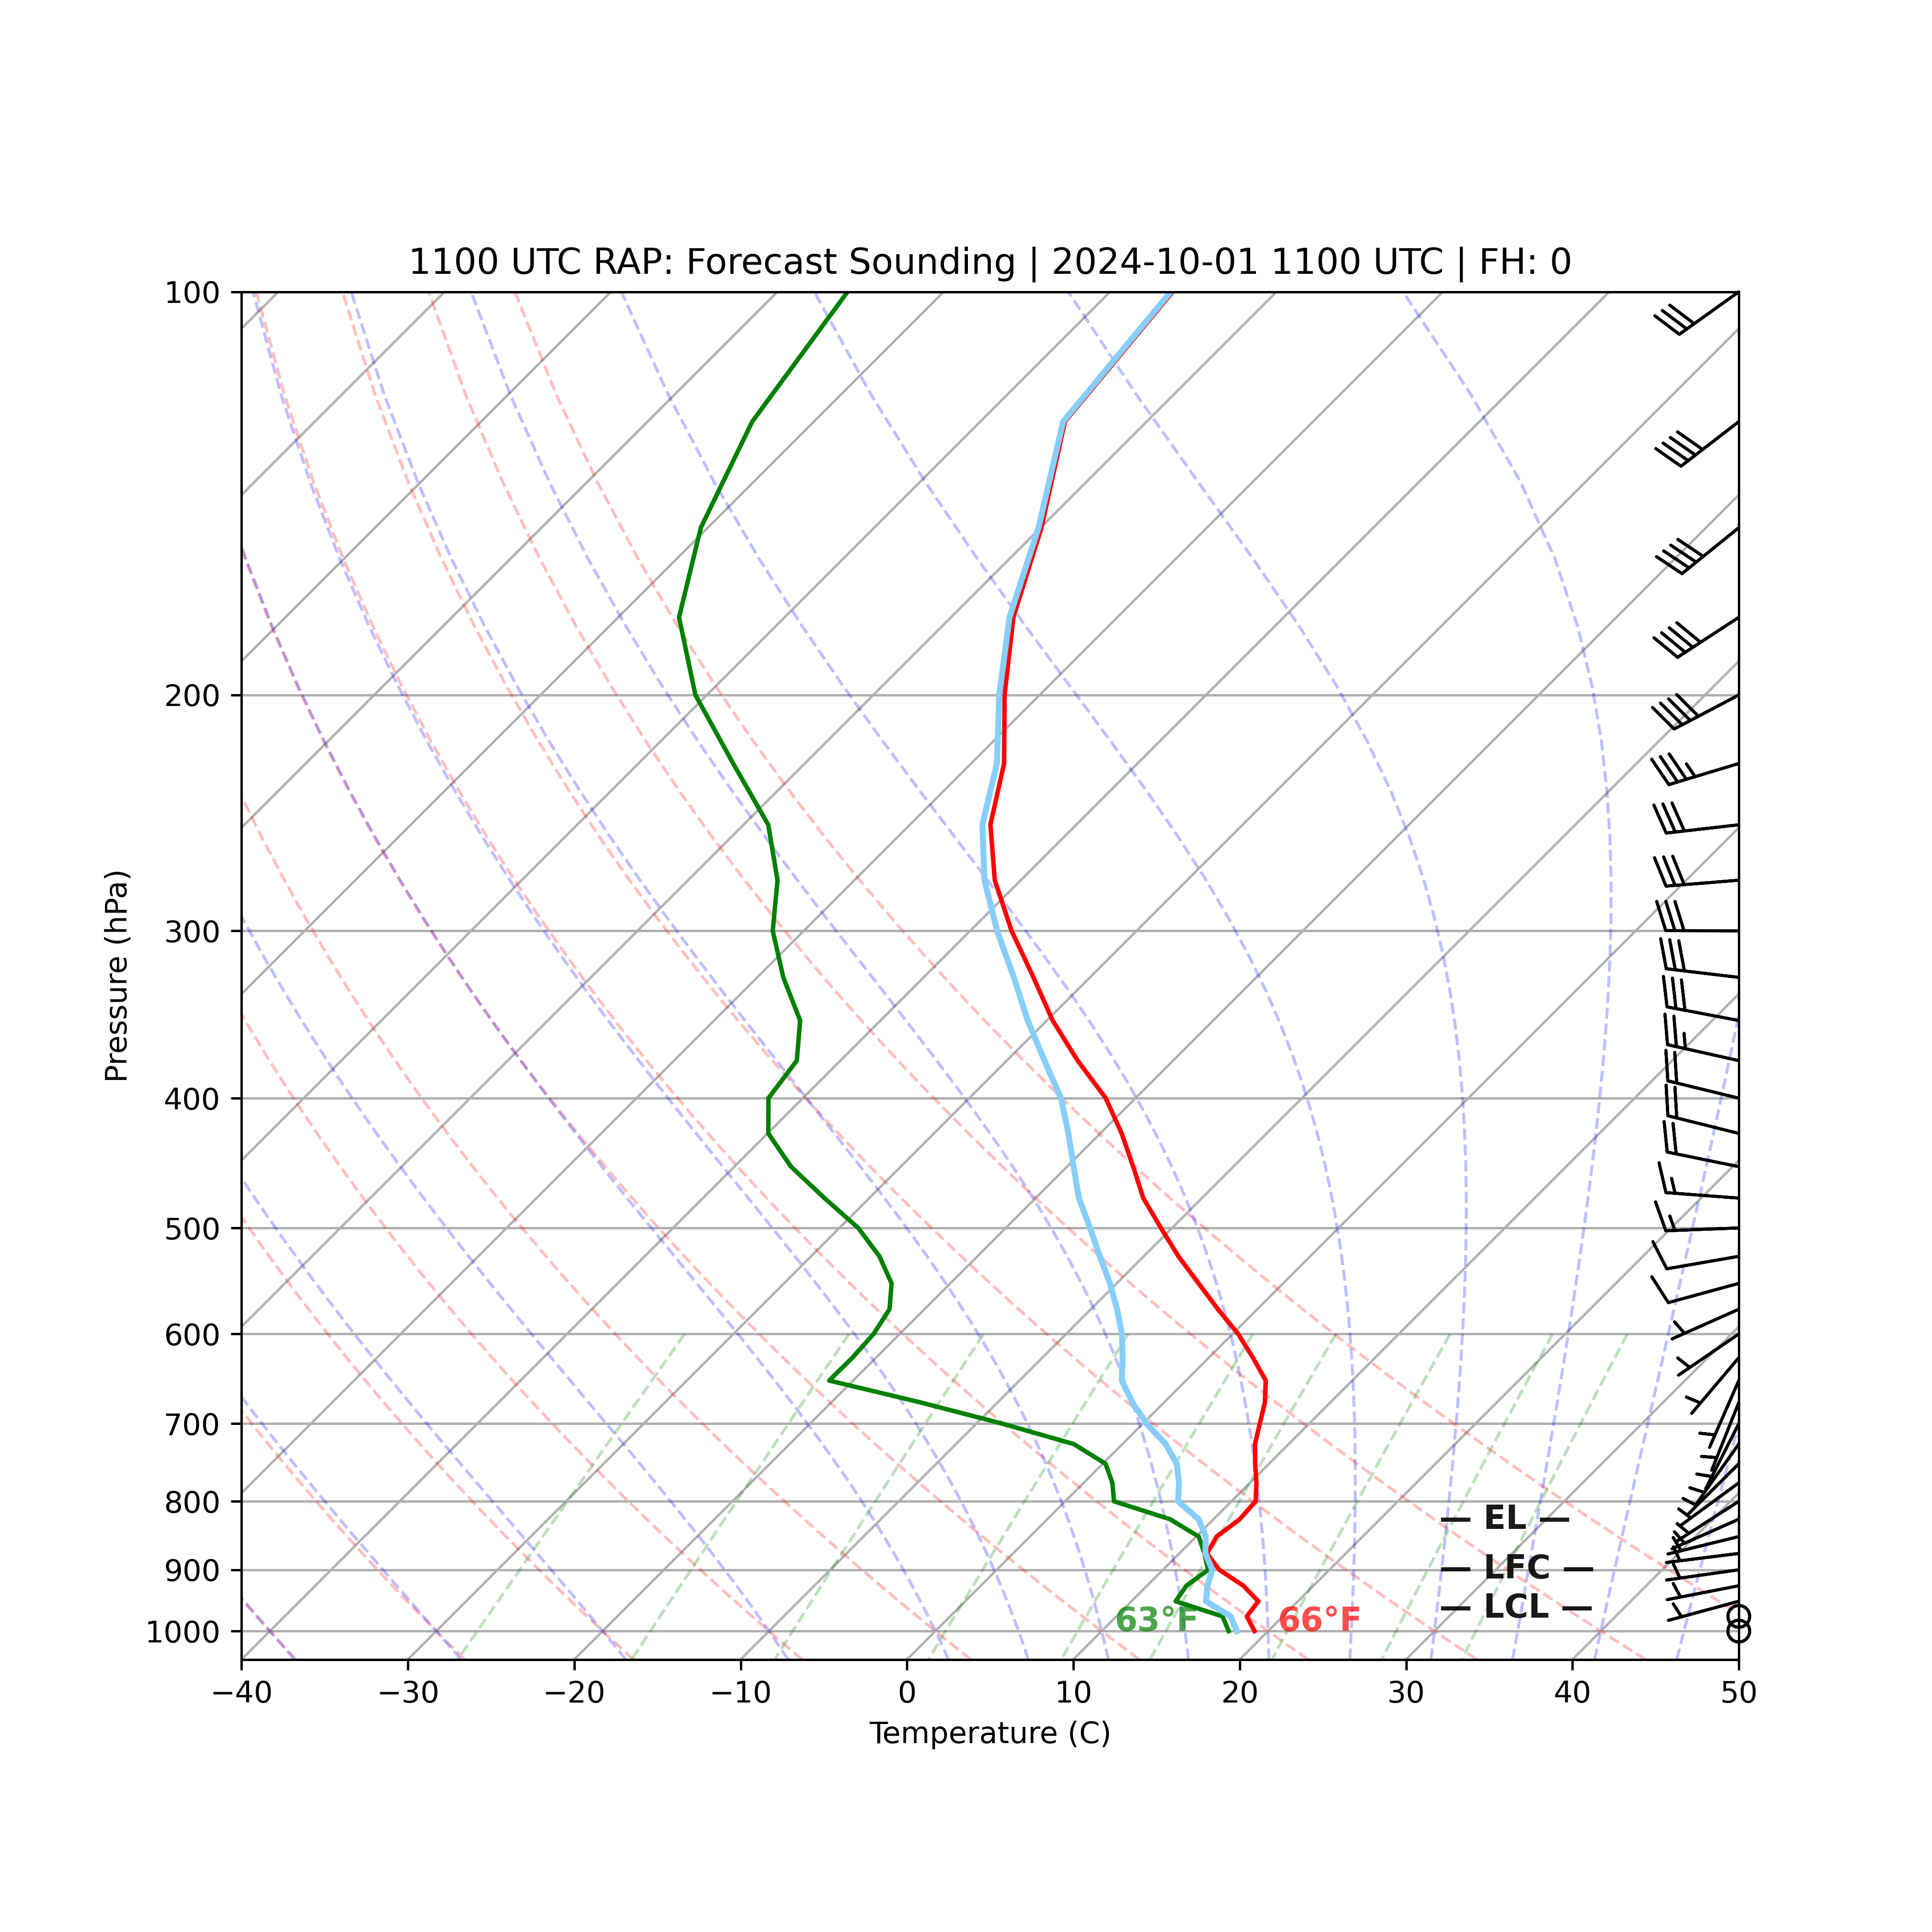 1100 UTC RAP: Forecast Sounding | 2024-10-01 1100 UTC | FH: 0
100
200
300
400
500
600
700
800
900
1000
Pressure (hPa)
— EL —
— LFC —
— LCL —
63°F
66°F
−40 −30 −20 −10 0 10 20 30 40 50
Temperature (C)